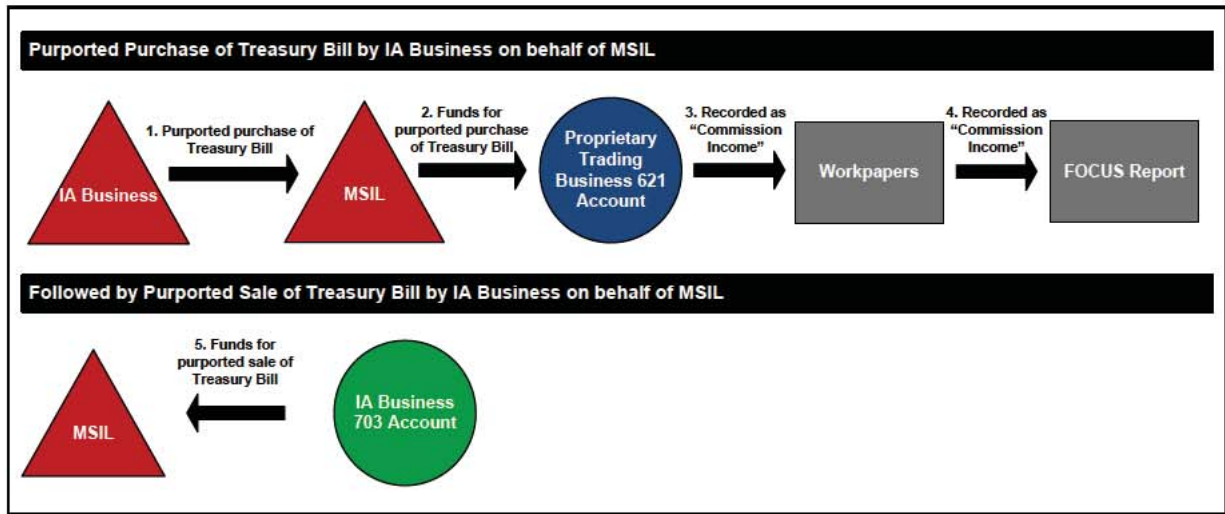 Purported Purchase of Treasury Bill by IA Business on behalf of MSIL
IA Business
1. Purported purchase of
Treasury Bill
MSIL
2. Funds for
purported purchase
of Treasury Bill
Proprietary
Trading
Business 621
Account
3. Recorded as
“Commission
Income”
Workpapers
4. Recorded as
“Commission
Income”
FOCUS Report
Followed by Purported Sale of Treasury Bill by IA Business on behalf of MSIL
MSIL
5. Funds for
purported sale of
Treasury Bill
IA Business
703 Account